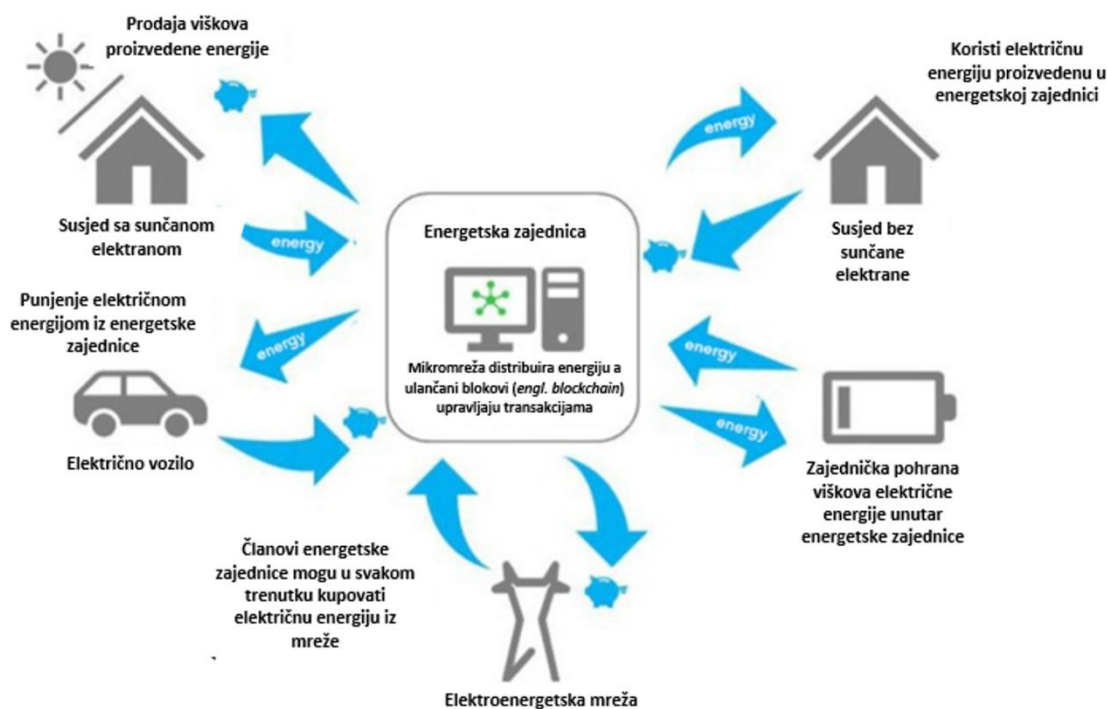 Prodaja viškova
proizvedene energije
Koristi električnu
energiju proizvedenu u
energetskoj zajednici
energy
Susjed sa sunčanom
elektranom
energy
Energetska zajednica
Susjed bez
sunčane
elektrane
Punjenje električnom
energijom iz energetske
zajednice
energy
energy
Mikromreža distribuira energiju a
ulančani blokovi (engl. blockchain)
upravljaju transakcijama
energy
Električno vozilo
Zajednička pohrana
viškova električne
energije unutar
energetske zajednice
Članovi energetske
zajednice mogu u svakom
trenutku kupovati
električnu energiju iz
mreže
Elektroenergetska mreža